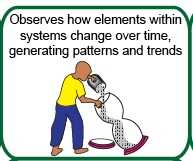 Observes how elements within
systems change over time,
generating patterns and trends